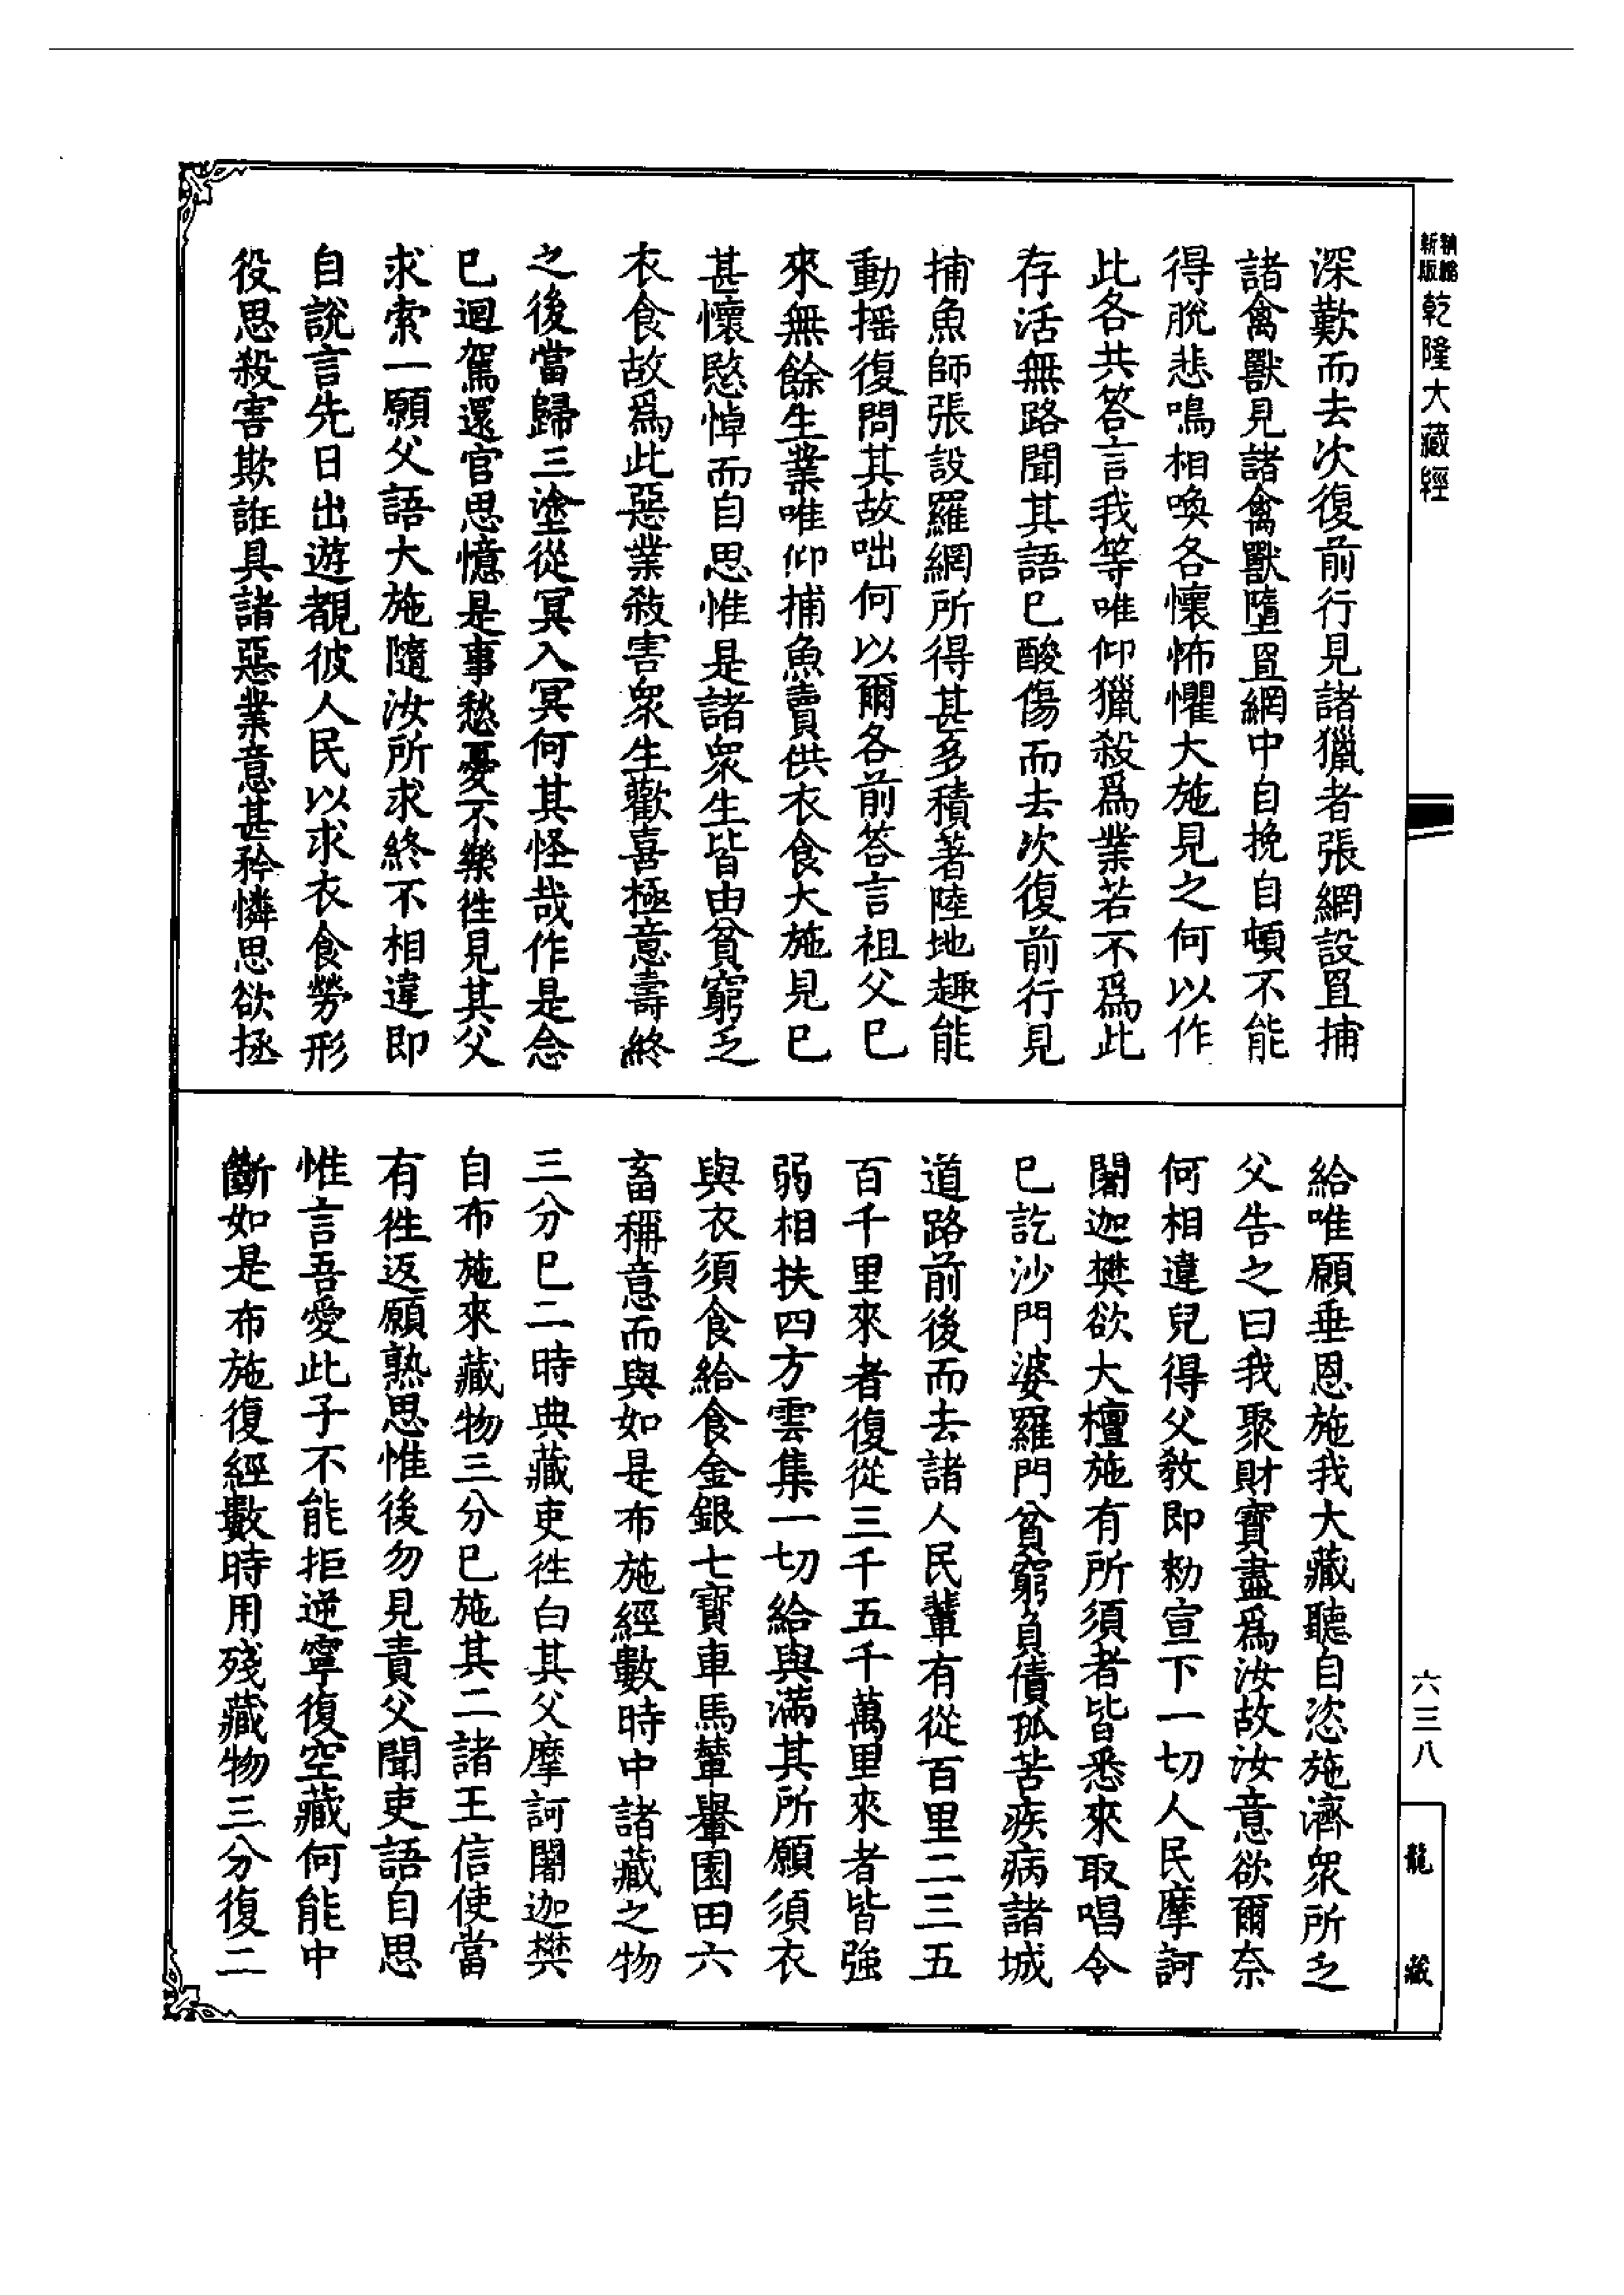 新版 精縮 乾隆大藏經
深歎而去次復前行見諸獵者張網設罝捕
諸禽獸見諸禽獸墮罝網中自挽自頓不能
得脫悲鳴相喚各懷怖懼大施見之何以作
此各共答言我等唯仰獵殺爲業若不爲此
存活無路聞其語已酸傷而去次復前行見
捕魚師張設羅網所得甚多積著陸地趣能
動搖復問其故咄何以爾各前答言祖父已
來無餘生業唯仰捕魚賣供衣食大施見已
甚懷愍悼而自思惟是諸衆生皆由貧窮乏
衣食故爲此惡業殺害衆生歡喜極意壽終
之後當歸三塗從冥入冥何其怪哉作是念
已迴駕還官思憶是事愁憂不樂徃見其父
求索一願父語大施隨汝所求終不相違即
自說言先日出遊覩彼人民以求衣食勞形
役思殺害欺誑具諸惡業意甚矜憐思欲拯
給唯願垂恩施我大藏聽自恣施濟衆所乏
父告之曰我聚財寶盡爲汝故汝意欲爾奈
何相違兒得父敎即勑宣下一切人民摩訶
闍迦樊欲大檀施有所須者皆悉來取唱令
已訖沙門婆羅門貧窮負債孤苦疾病諸城
道路前後而去諸人民輩有從百里二三五
百千里來者復從三千五千萬里來者皆強
弱相扶四方雲集一切給與滿其所願須衣
與衣須食給食金銀七寶車馬輦轝園田六
畜稱意而與如是布施經數時中諸藏之物
三分已二時典藏吏徃白其父摩訶闍迦樊
自布施來藏物三分已施其二諸王信使當
有徃返願熟思惟後勿見責父聞吏語自思
惟言吾愛此子不能拒逆寧復空藏何能中
斷如是布施復經數時用殘藏物三分復二
六三八
龍藏